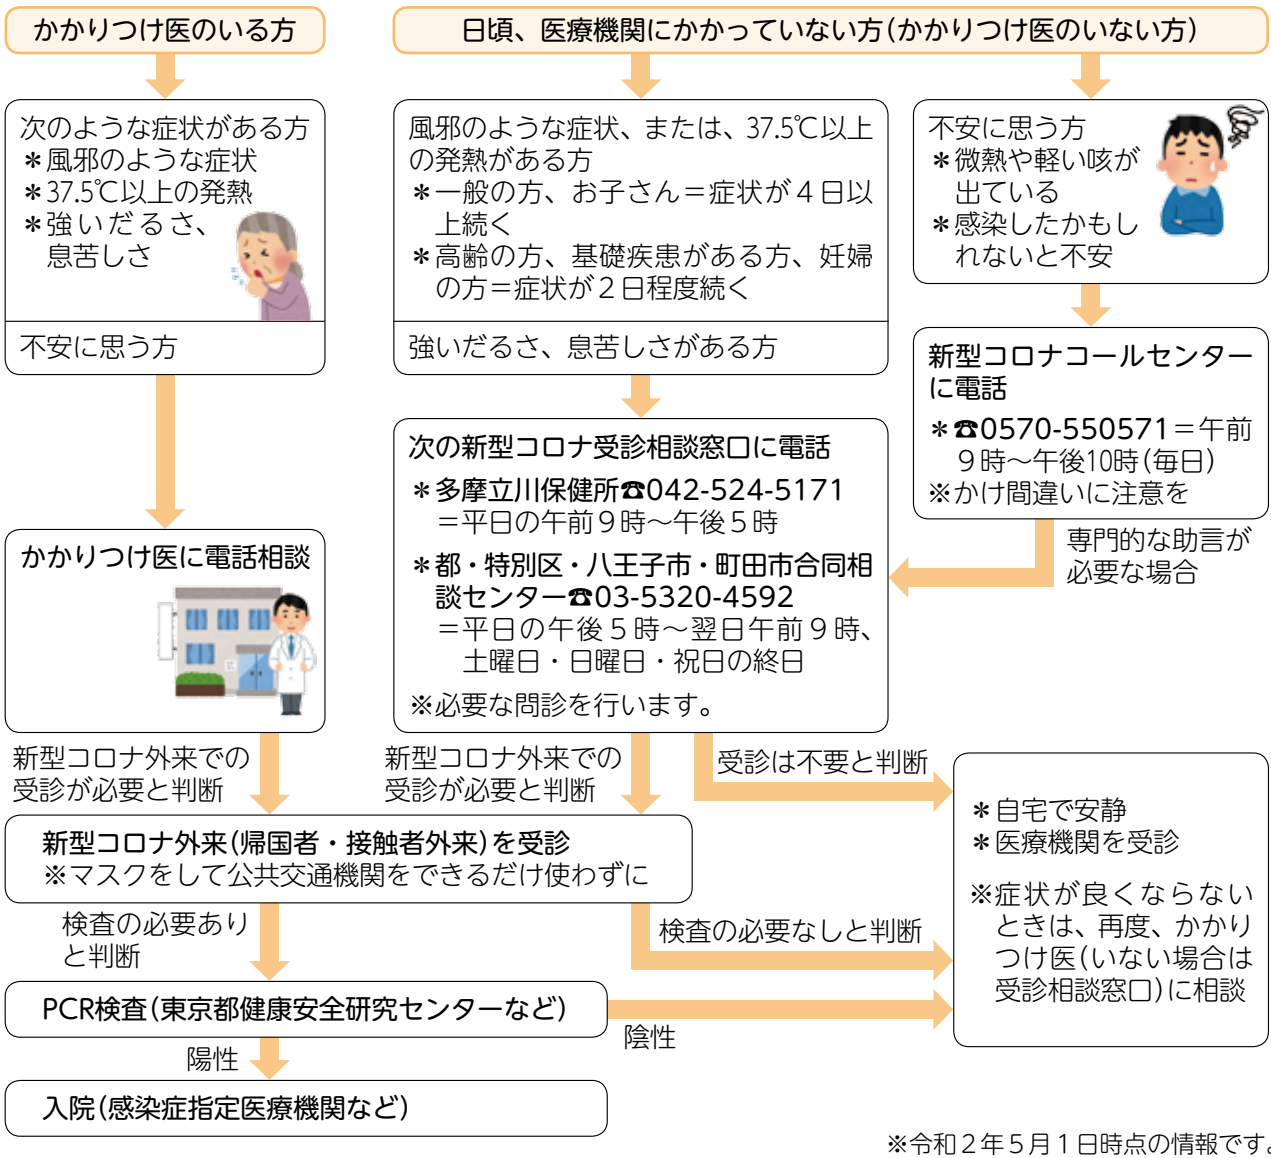 かかりつけ医のいる方
次のような症状がある方
＊風邪のような症状
＊37.5℃以上の発熱
＊強いだるさ、
息苦しさ
不安に思う方
かかりつけ医に電話相談
日頃、医療機関にかかっていない方(かかりつけ医のいない方)
風邪のような症状、または、37.5℃以上
の発熱がある方
＊一般の方、お子さん＝症状が４日以
上続く
＊高齢の方、基礎疾患がある方、妊婦
の方＝症状が２日程度続く
強いだるさ、息苦しさがある方
不安に思う方
＊微熱や軽い咳が
出ている
＊感染したかもし
れないと不安
新型コロナコールセンター
に電話
＊☎0570-550571＝午前
９時～午後10時(毎日)
※かけ間違いに注意を
専門的な助言が
必要な場合
次の新型コロナ受診相談窓口に電話
＊多摩立川保健所☎042-524-5171
＝平日の午前９時～午後５時
＊都・特別区・八王子市・町田市合同相
談センター☎03-5320-4592
＝平日の午後５時～翌日午前９時、
土曜日・日曜日・祝日の終日
※必要な問診を行います。
新型コロナ外来での
受診が必要と判断
新型コロナ外来での
受診が必要と判断
受診は不要と判断
新型コロナ外来(帰国者・接触者外来)を受診
※マスクをして公共交通機関をできるだけ使わずに
検査の必要あり
と判断
検査の必要なしと判断
＊自宅で安静
＊医療機関を受診
※症状が良くならない
ときは、再度、かかり
つけ医(いない場合は
受診相談窓口)に相談
PCR検査(東京都健康安全研究センターなど)
陰性
陽性
入院(感染症指定医療機関など)
※令和２年５月１日時点の情報です。